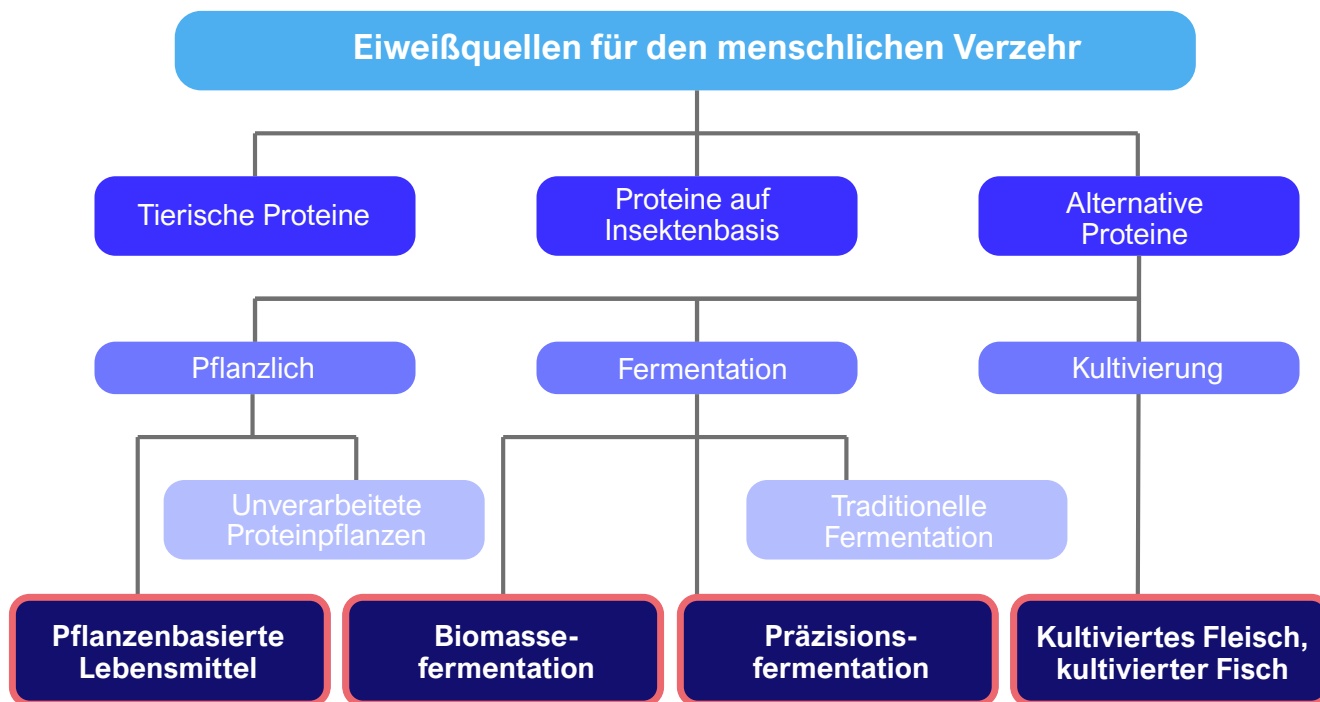 Eiweißquellen für den menschlichen Verzehr
Tierische Proteine
Proteine auf
Insektenbasis
Alternative
Proteine
Pflanzlich
Fermentation
Kultivierung
Unverarbeitete
Proteinpflanzen
Traditionelle
Fermentation
Pflanzenbasierte
Lebensmittel
Biomasse-
fermentation
Präzisions-
fermentation
Kultiviertes Fleisch,
kultivierter Fisch